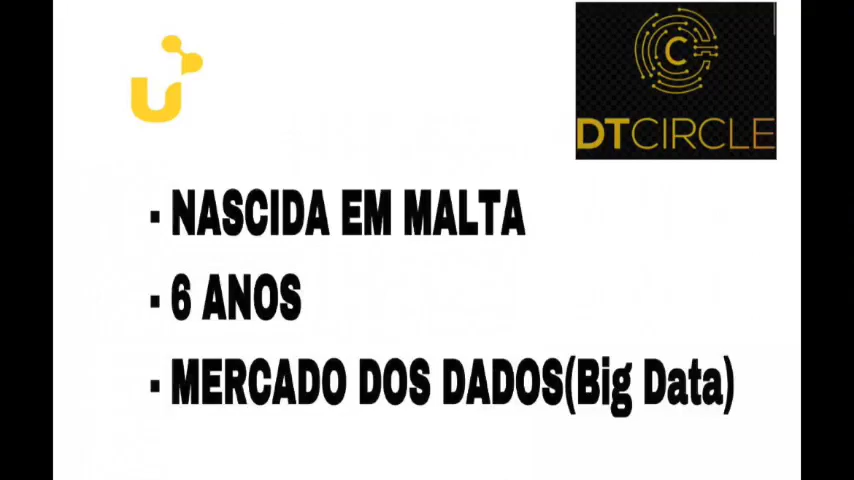 U
C
DTCIRCLE
- NASCIDA EM MALTA
- 6 ANOS
- MERCADO DOS DADOS(Big Data)